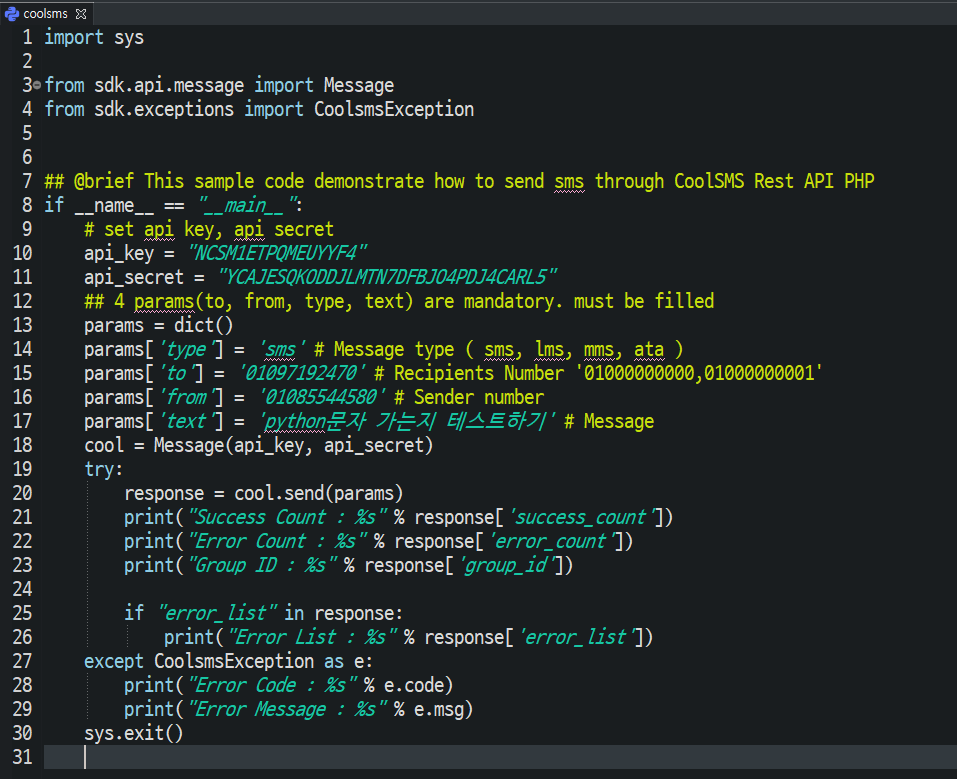 coolsms
1 import sys
2
3 from sdk.api.message import Message
4 from sdk.exceptions import CoolsmsException
5
6
7 ## @brief This sample code demonstrate how to send sms through CoolSMS Rest API PHP
8 if __name__ == "__main__":
9     # set api key, api secret
10     api_key = "NCSM1ETPQMEUYYF4"
11     api_secret = "YCAJESQKODDJLMTN7DFBJO4PDJ4CARL5"
12     ## 4 params(to, from, type, text) are mandatory. must be filled
13     params = dict()
14     params['type'] = 'sms' # Message type ( sms, lms, mms, ata )
15     params['to'] = '01097192470' # Recipients Number '01000000000,01000000001'
16     params['from'] = '01085544580' # Sender number
17     params['text'] = 'python문자 가는지 테스트하기' # Message
18     cool = Message(api_key, api_secret)
19     try:
20         response = cool.send(params)
21         print("Success Count : %s" % response['success_count'])
22         print("Error Count : %s" % response['error_count'])
23         print("Group ID : %s" % response['group_id'])
24
25         if "error_list" in response:
26             print("Error List : %s" % response['error_list'])
27     except CoolsmsException as e:
28         print("Error Code : %s" % e.code)
29         print("Error Message : %s" % e.msg)
30     sys.exit()
31